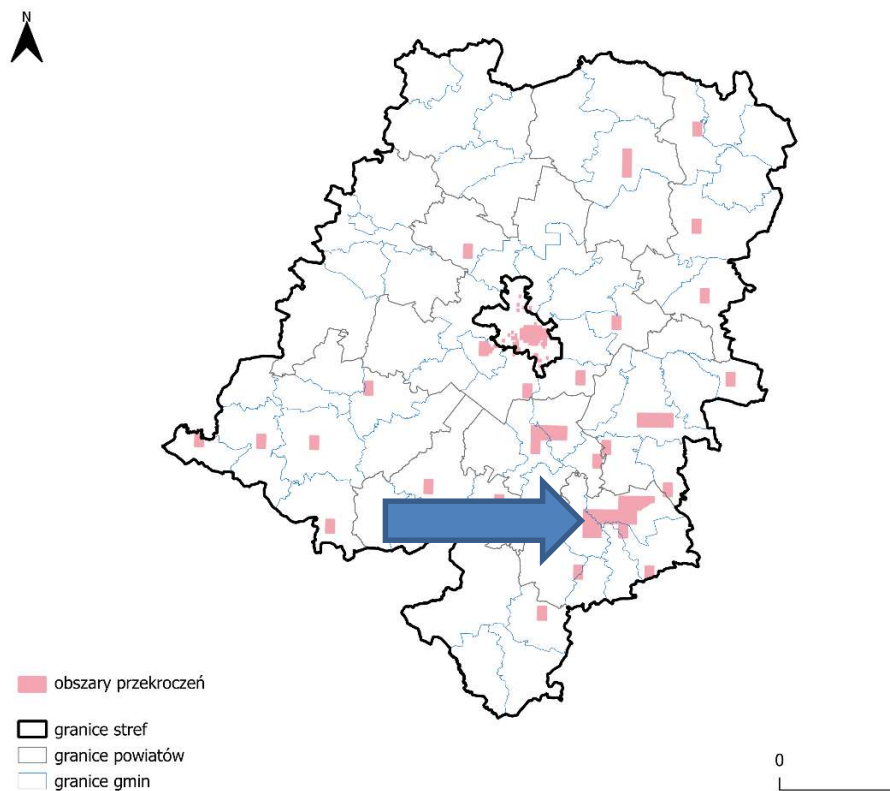 N
obszary przekroczeń
granice stref
granice powiatów
granice gmin
0